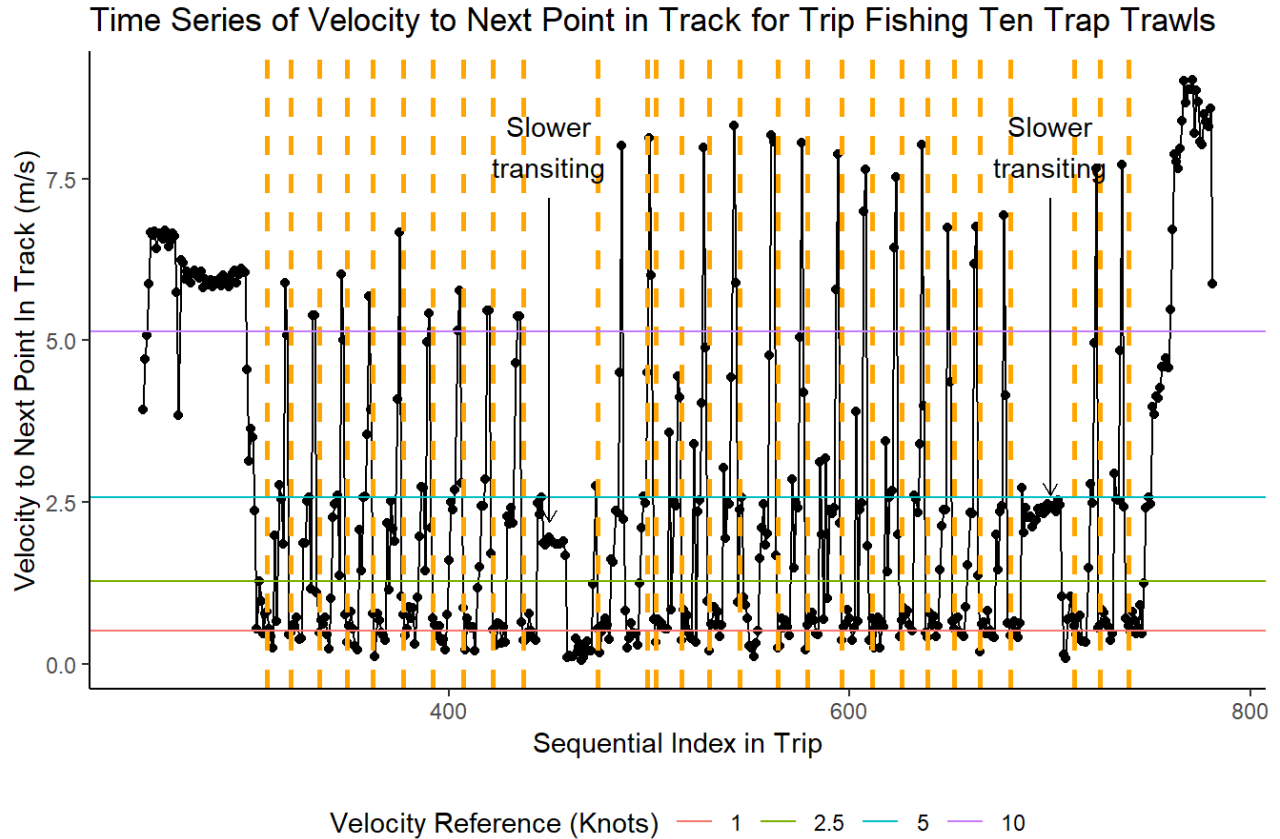 Time Series of Velocity to Next Point in Track for Trip Fishing Ten Trap Trawls
Velocity to Next Point In Track (m/s)
7.5
5.0
2.5
0.0
Slower
transiting
Slower
transiting
400
600
800
Sequential Index in Trip
Velocity Reference (Knots) 1 2.5 5 10